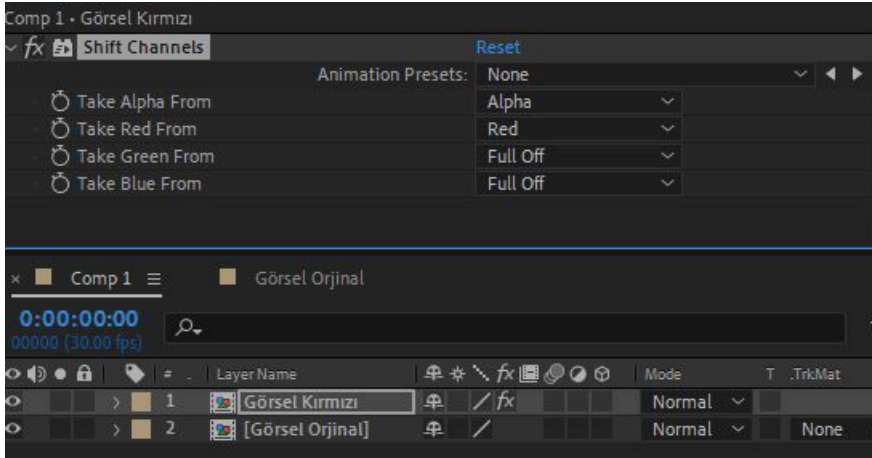 Comp 1 • Görsel Kırmızı
fx Shift Channels Reset
Animation Presets: None
Take Alpha From Alpha
Take Red From Red
Take Green From Full Off
Take Blue From Full Off
× Comp 1 Görsel Orjinal
0:00:00:00
00000 (30.00 fps)
# . Layer Name fx Mode T .TrkMat
1 Görsel Kırmızı fx Normal
2 [Görsel Orjinal] Normal None